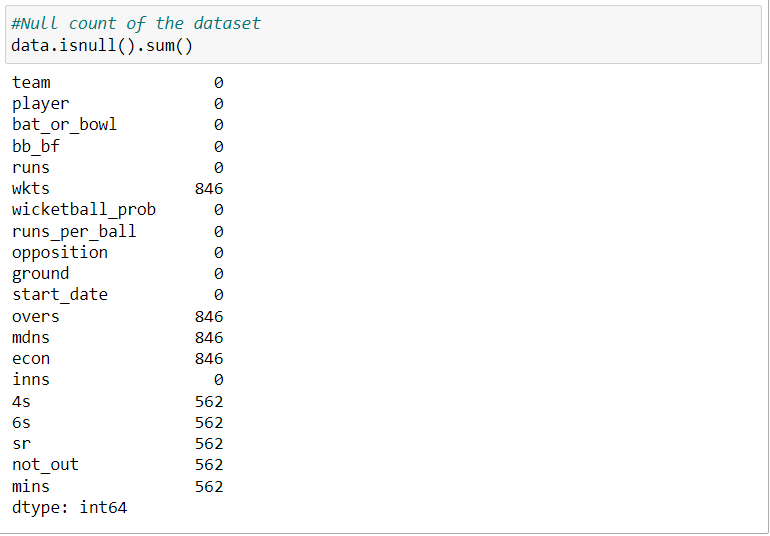 #Null count of the dataset
data.isnull().sum()
team 0
player 0
bat_or_bowl 0
bb_bf 0
runs 0
wkts 846
wicketball_prob 0
runs_per_ball 0
opposition 0
ground 0
start_date 0
overs 846
mdns 846
econ 846
inns 0
4s 562
6s 562
sr 562
not_out 562
mins 562
dtype: int64